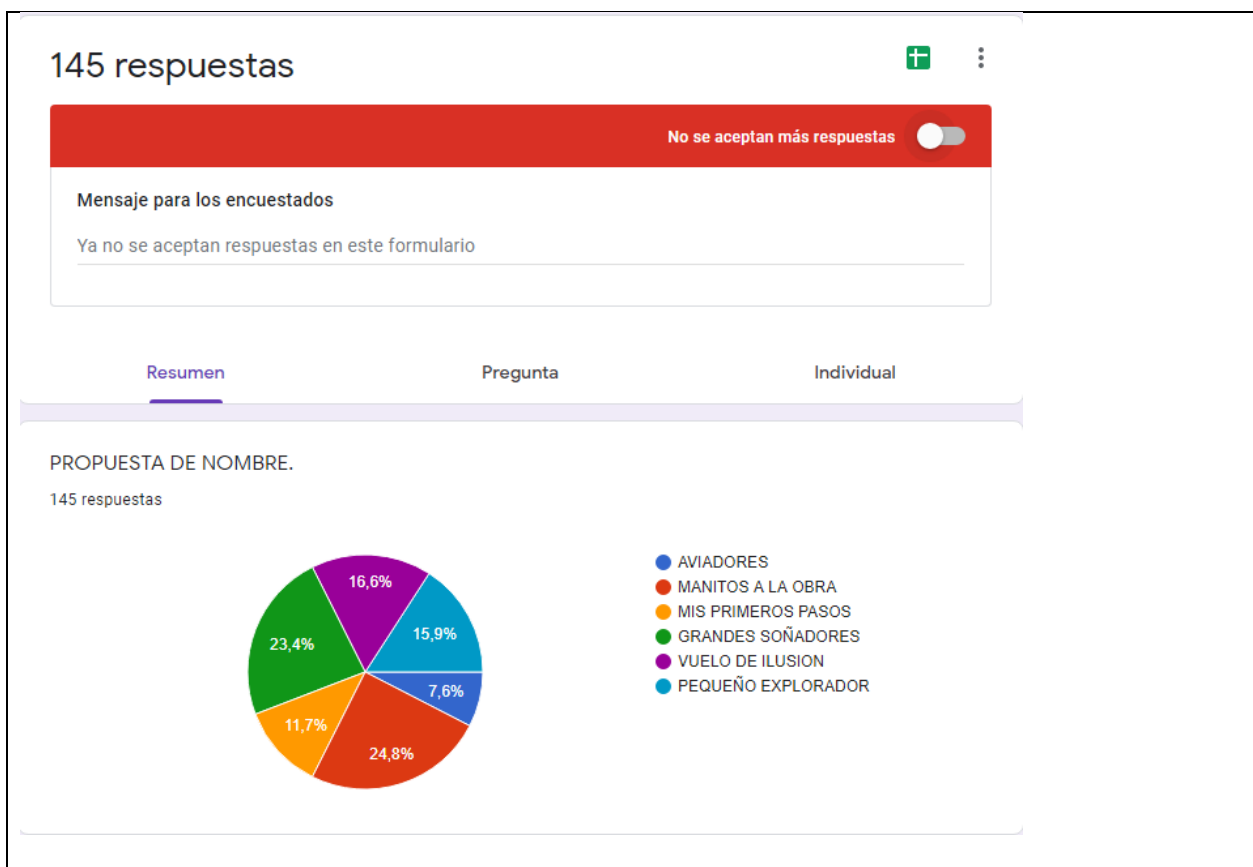 145 respuestas
No se aceptan más respuestas
Mensaje para los encuestados
Ya no se aceptan respuestas en este formulario
Resumen
Pregunta
Individual
PROPUESTA DE NOMBRE.
145 respuestas
16,6%
15,9%
23,4%
7,6%
11,7%
24,8%
AVIADORES
MANITOS A LA OBRA
MIS PRIMEROS PASOS
GRANDES SOÑADORES
VUELO DE ILUSION
PEQUEÑO EXPLORADOR